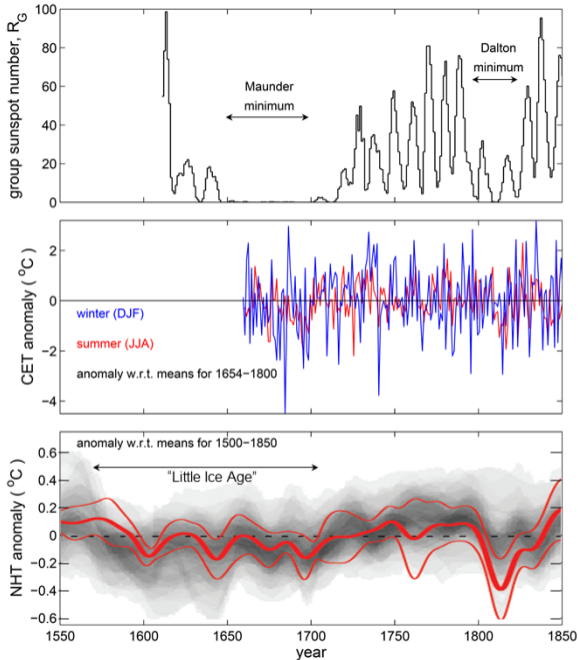 group sunspot number, R_G
100
80
60
40
20
0
Maunder
minimum
Dalton
minimum
CET anomaly ( °C )
2
0
−2
−4
winter (DJF)
summer (JJA)
anomaly w.r.t. means for 1654−1800
NHT anomaly ( °C )
0.6
0.4
0.2
0
−0.2
−0.4
−0.6
anomaly w.r.t. means for 1500−1850
"Little Ice Age"
1550 1600 1650 1700 1750 1800 1850
year